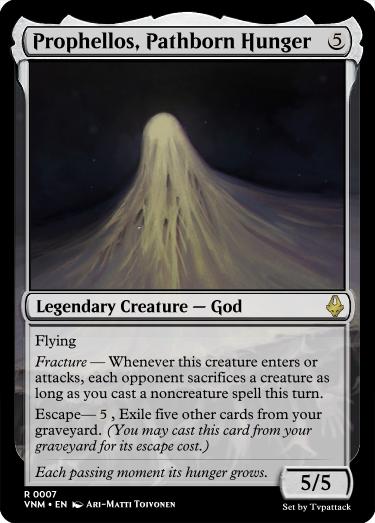 Prophellos, Pathborn Hunger 5
Legendary Creature — God
Flying
Fracture — Whenever this creature enters or
attacks, each opponent sacrifices a creature as
long as you cast a noncreature spell this turn.
Escape— 5 , Exile five other cards from your
graveyard. (You may cast this card from your
graveyard for its escape cost.)
Each passing moment its hunger grows.
5/5
R 0007
VNM • EN Ari-Matti Toivonen
Set by Tvpattack